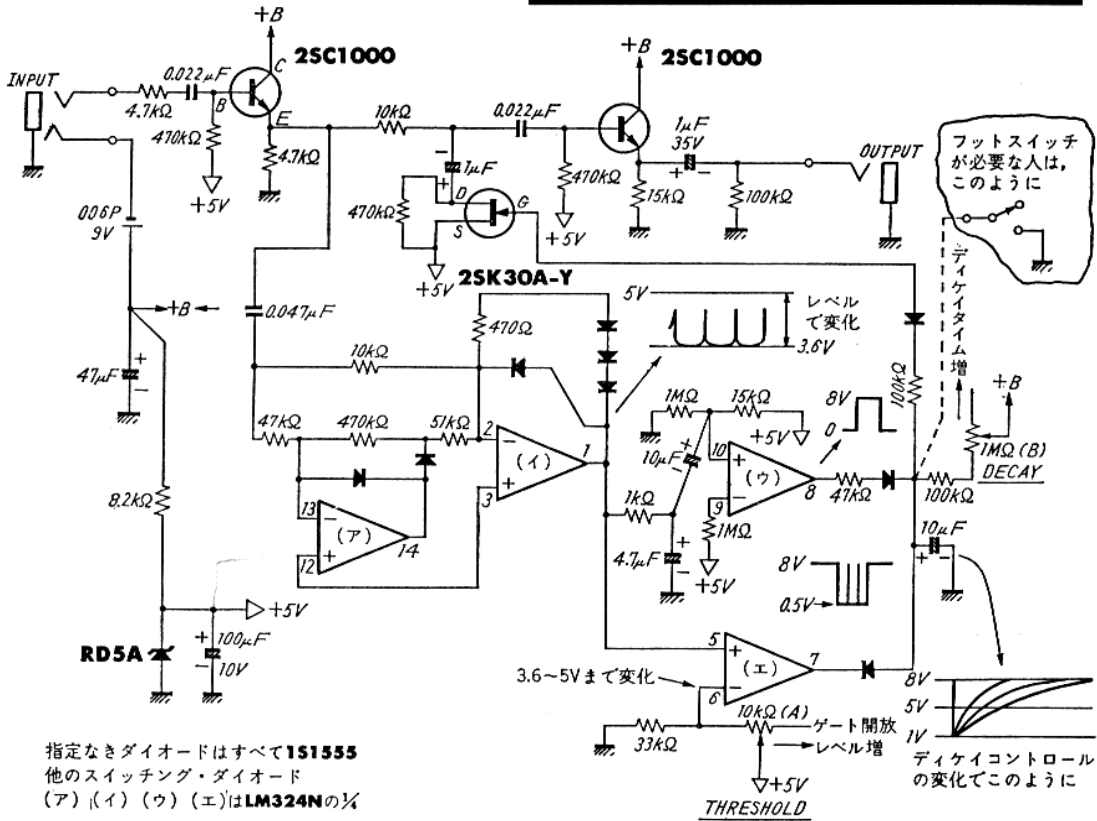 +B
2SC1000
C
INPUT
0.022μF
B
4.7kΩ
470kΩ
E
4.7kΩ
+5V
10kΩ
0.022μF
+B
2SC1000
1μF
35V
470kΩ
15kΩ
100kΩ
OUTPUT
+5V
1μF
D
G
S
470kΩ
+5V
2SK30A-Y
フットスイッチ
が必要な人は,
このように
006P
9V
+B
47μF
0.047μF
10kΩ
470Ω
5V
3.6V
レベル
で変化
100kΩ
ディケイタイム増
+B
1MΩ(B)
DECAY
100kΩ
47kΩ
470kΩ
51kΩ
2
3
(イ)
1
13
12
(ア)
14
1MΩ
15kΩ
+5V
10μF
10
9
(ウ)
8
8V
0
47kΩ
1kΩ
1MΩ
+5V
4.7μF
8V
0.5V
10μF
8.2kΩ
+5V
RD5A
100μF
10V
5
6
(エ)
7
3.6~5Vまで変化
33kΩ
10kΩ(A)
ゲート開放
レベル増
+5V
THRESHOLD
8V
5V
1V
ディケイコントロール
の変化でこのように
指定なきダイオードはすべて1S1555
他のスイッチング・ダイオード
(ア)(イ)(ウ)(エ)はLM324Nの¼